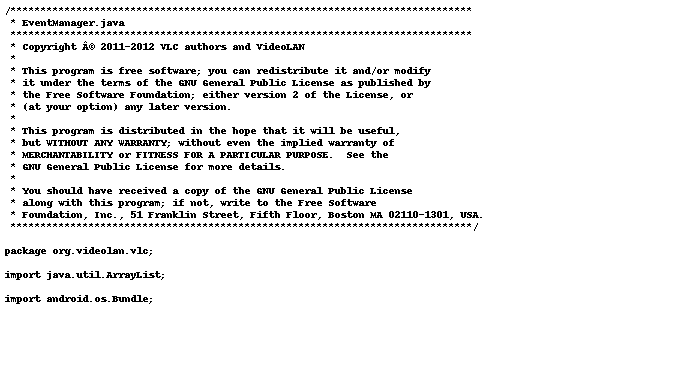 /*****************************************************************************
 * EventManager.java
 *****************************************************************************
 * Copyright Â© 2011-2012 VLC authors and VideoLAN
 *
 * This program is free software; you can redistribute it and/or modify
 * it under the terms of the GNU General Public License as published by
 * the Free Software Foundation; either version 2 of the License, or
 * (at your option) any later version.
 *
 * This program is distributed in the hope that it will be useful,
 * but WITHOUT ANY WARRANTY; without even the implied warranty of
 * MERCHANTABILITY or FITNESS FOR A PARTICULAR PURPOSE.  See the
 * GNU General Public License for more details.
 *
 * You should have received a copy of the GNU General Public License
 * along with this program; if not, write to the Free Software
 * Foundation, Inc., 51 Franklin Street, Fifth Floor, Boston MA 02110-1301, USA.
 *****************************************************************************/

package org.videolan.vlc;

import java.util.ArrayList;

import android.os.Bundle;